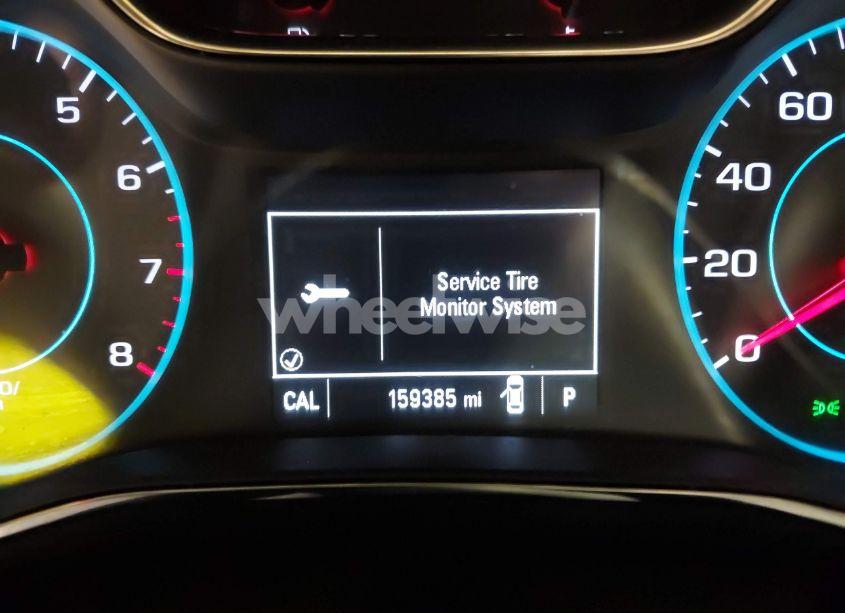 5
6
7
8
Service Tire
Monitor System
wheelwise
CAL 159385 mi P
60
40
20
0